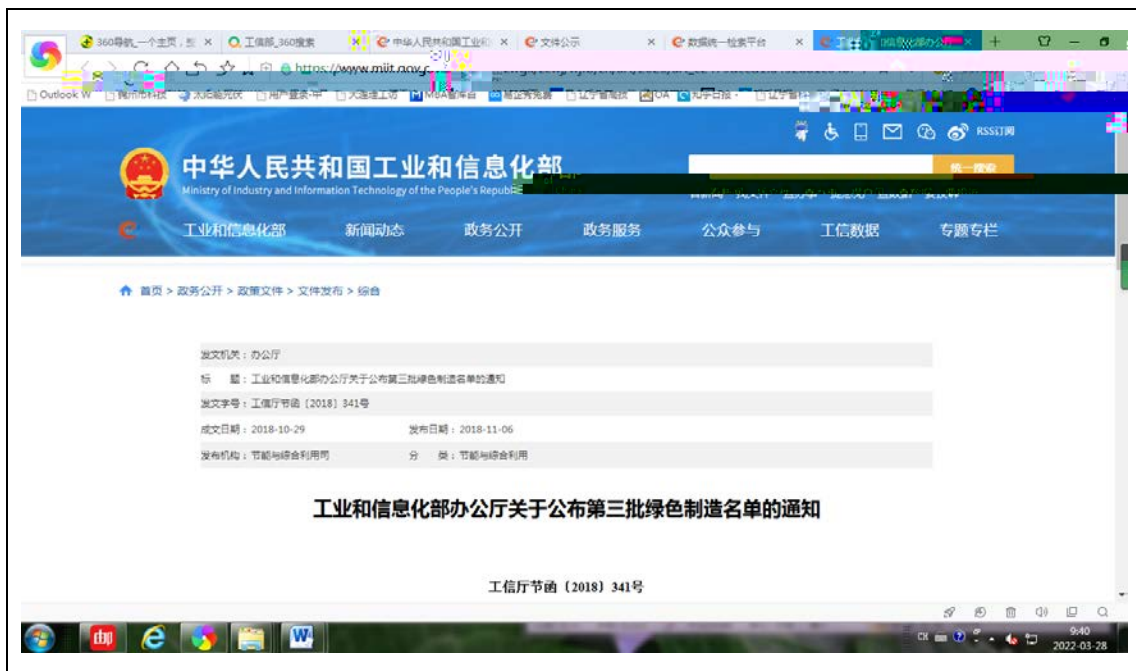 360导航_一个主页，整
工信部_360搜索
中华人民共和国工业和
文件公示
数据统一检索平台
https://www.miit.gov.c
Outlook W
RSS订阅
中华人民共和国工业和信息化部
Ministry of Industry and Information Technology of the People's Republic
统一搜索
工业和信息化部 新闻动态 政务公开 政务服务 公众参与 工信数据 专题专栏
首页 > 政务公开 > 政策文件 > 文件发布 > 综合
发文机关：办公厅
标 题：工业和信息化部办公厅关于公布第三批绿色制造名单的通知
发文字号：工信厅节函〔2018〕341号
成文日期：2018-10-29 发布日期：2018-11-06
发布机构：节能与综合利用司 分 类：节能与综合利用
工业和信息化部办公厅关于公布第三批绿色制造名单的通知
工信厅节函〔2018〕341号
CH
9:40
2022-03-28